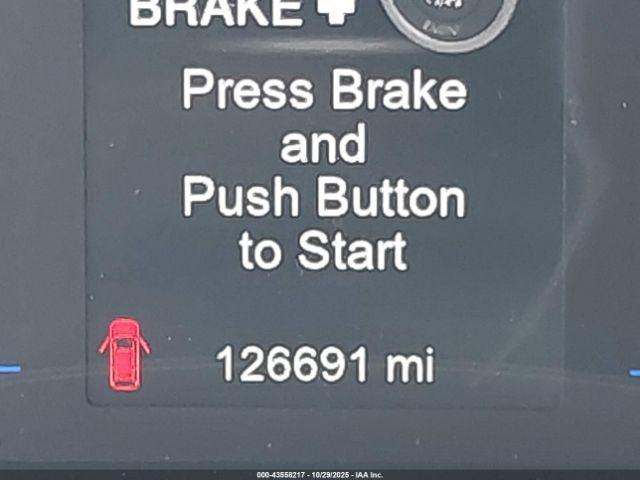 BRAKE +
Press Brake
and
Push Button
to Start
126691 mi
000-43558217 - 10/29/2025 - IAA Inc.